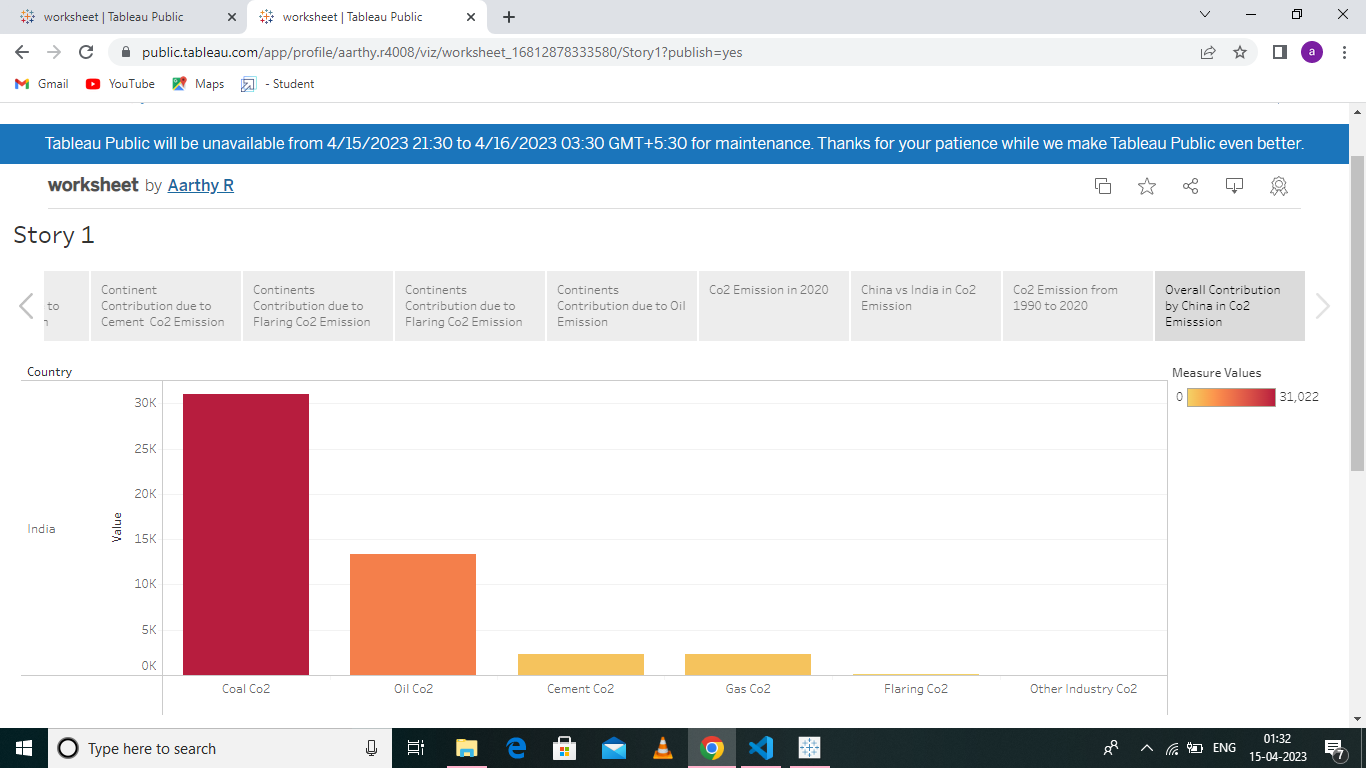 worksheet | Tableau Public
worksheet | Tableau Public
public.tableau.com/app/profile/aarthy.r4008/viz/worksheet_16812878333580/Story1?publish=yes
a
Gmail
YouTube
Maps
- Student
Tableau Public will be unavailable from 4/15/2023 21:30 to 4/16/2023 03:30 GMT+5:30 for maintenance. Thanks for your patience while we make Tableau Public even better.
worksheet by Aarthy R
Story 1
to
Continent
Contribution due to
Cement Co2 Emission
Continents
Contribution due to
Flaring Co2 Emission
Continents
Contribution due to
Flaring Co2 Emission
Continents
Contribution due to Oil
Emission
Co2 Emission in 2020
China vs India in Co2
Emission
Co2 Emission from
1990 to 2020
Overall Contribution
by China in Co2
Emisssion
Country
Measure Values
0 31,022
30K
25K
20K
15K
10K
5K
0K
India
Value
Coal Co2
Oil Co2
Cement Co2
Gas Co2
Flaring Co2
Other Industry Co2
Type here to search
ENG
01:32
15-04-2023
7